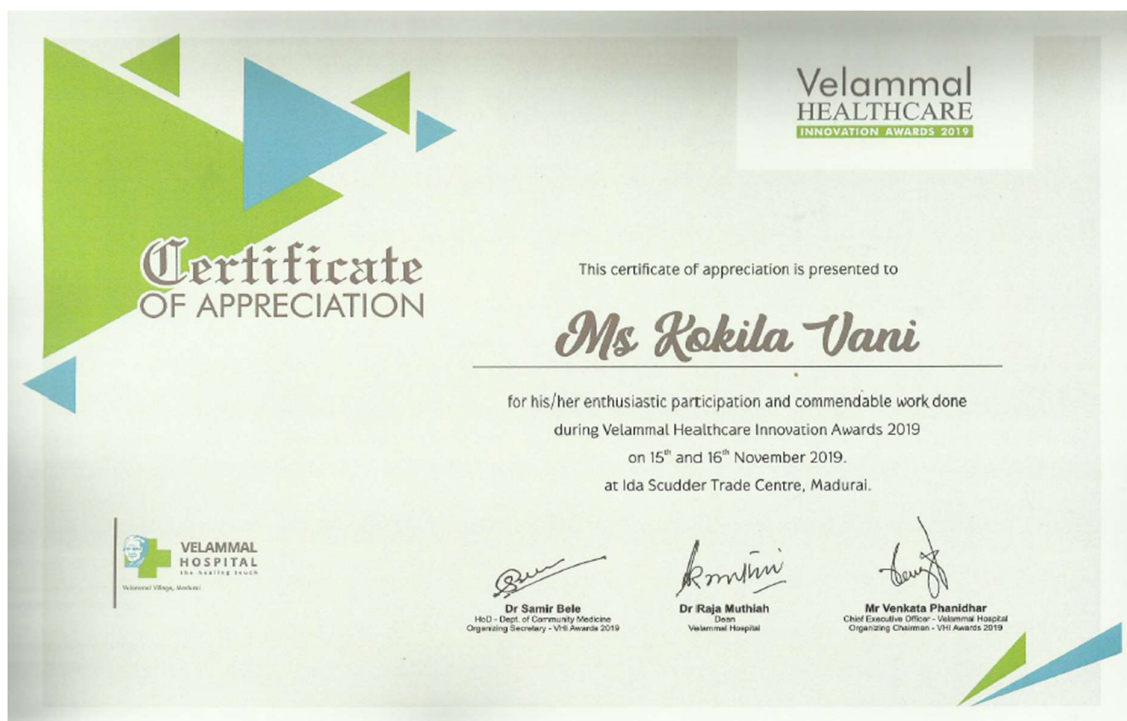 Velammal
HEALTHCARE
INNOVATION AWARDS 2019
Certificate
OF APPRECIATION
This certificate of appreciation is presented to
Ms Kokila Vani
for his/her enthusiastic participation and commendable work done
during Velammal Healthcare Innovation Awards 2019
on 15th and 16th November 2019.
at Ida Scudder Trade Centre, Madurai.
VELAMMAL
HOSPITAL
the healing touch
Velammal Village, Madurai
Dr Samir Bele
HoD - Dept. of Community Medicine
Organizing Secretary - VHI Awards 2019
Dr Raja Muthiah
Dean
Velammal Hospital
Mr Venkata Phanidhar
Chief Executive Officer - Velammal Hospital
Organizing Chairman - VHI Awards 2019